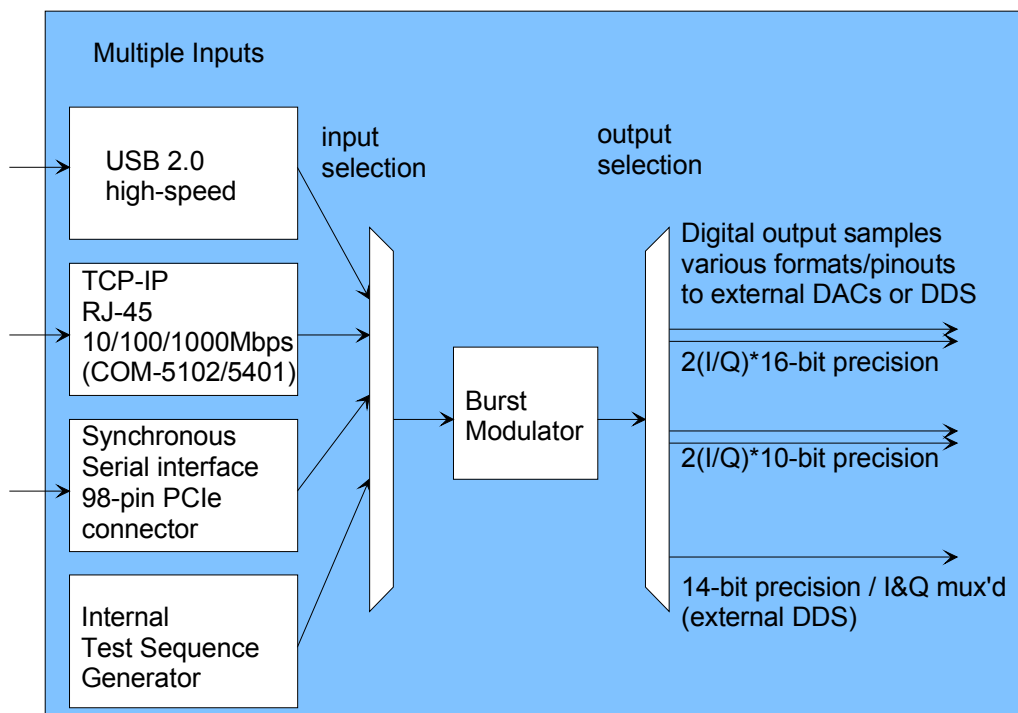 Multiple Inputs
USB 2.0
high-speed
input
selection
output
selection
TCP-IP
RJ-45
10/100/1000Mbps
(COM-5102/5401)
Digital output samples
various formats/pinouts
to external DACs or DDS
2(I/Q)*16-bit precision
Burst
Modulator
Synchronous
Serial interface
98-pin PCIe
connector
2(I/Q)*10-bit precision
Internal
Test Sequence
Generator
14-bit precision / I&Q mux'd
(external DDS)